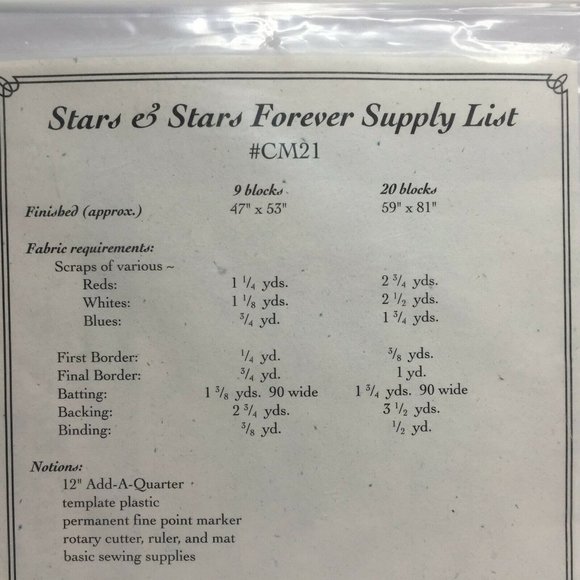 Stars & Stars Forever Supply List
#CM21
9 blocks 20 blocks
Finished (approx.) 47" x 53" 59" x 81"
Fabric requirements:
Scraps of various ~
Reds: 1 1/4 yds. 2 3/4 yds.
Whites: 1 1/8 yds. 2 1/2 yds.
Blues: 3/4 yd. 1 3/4 yds.
First Border: 1/4 yd. 3/8 yds.
Final Border: 3/4 yd. 1 yd.
Batting: 1 3/8 yds. 90 wide 1 3/4 yds. 90 wide
Backing: 2 3/4 yds. 3 1/2 yds.
Binding: 3/8 yd. 1/2 yd.
Notions:
12" Add-A-Quarter
template plastic
permanent fine point marker
rotary cutter, ruler, and mat
basic sewing supplies